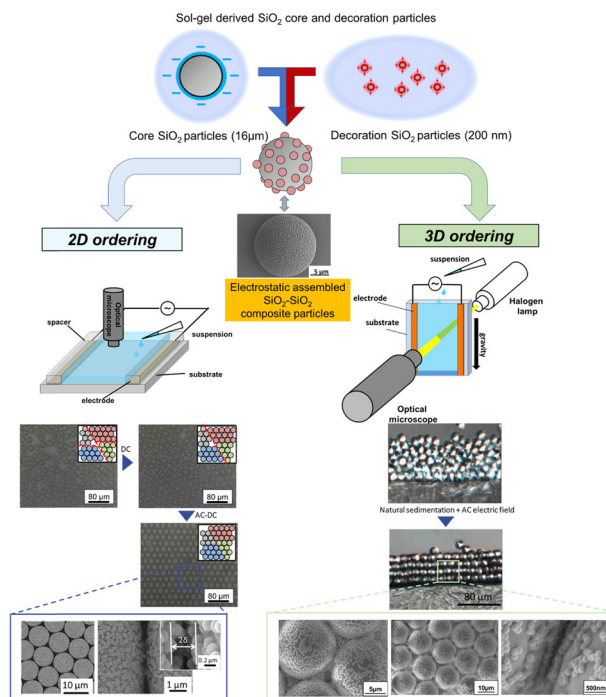 Sol-gel derived SiO₂ core and decoration particles
Core SiO₂ particles (16μm)
Decoration SiO₂ particles (200 nm)
2D ordering
3D ordering
5 μm
Electrostatic assembled
SiO₂-SiO₂
composite particles
Optical
microscope
spacer
suspension
substrate
electrode
~
suspension
electrode
substrate
~
Halogen
lamp
gravity
Optical
microscope
80 μm
DC
80 μm
AC-DC
80 μm
Natural sedimentation + AC electric field
80 μm
10 μm
1 μm
2δ
0.2 μm
5μm
10μm
500nm